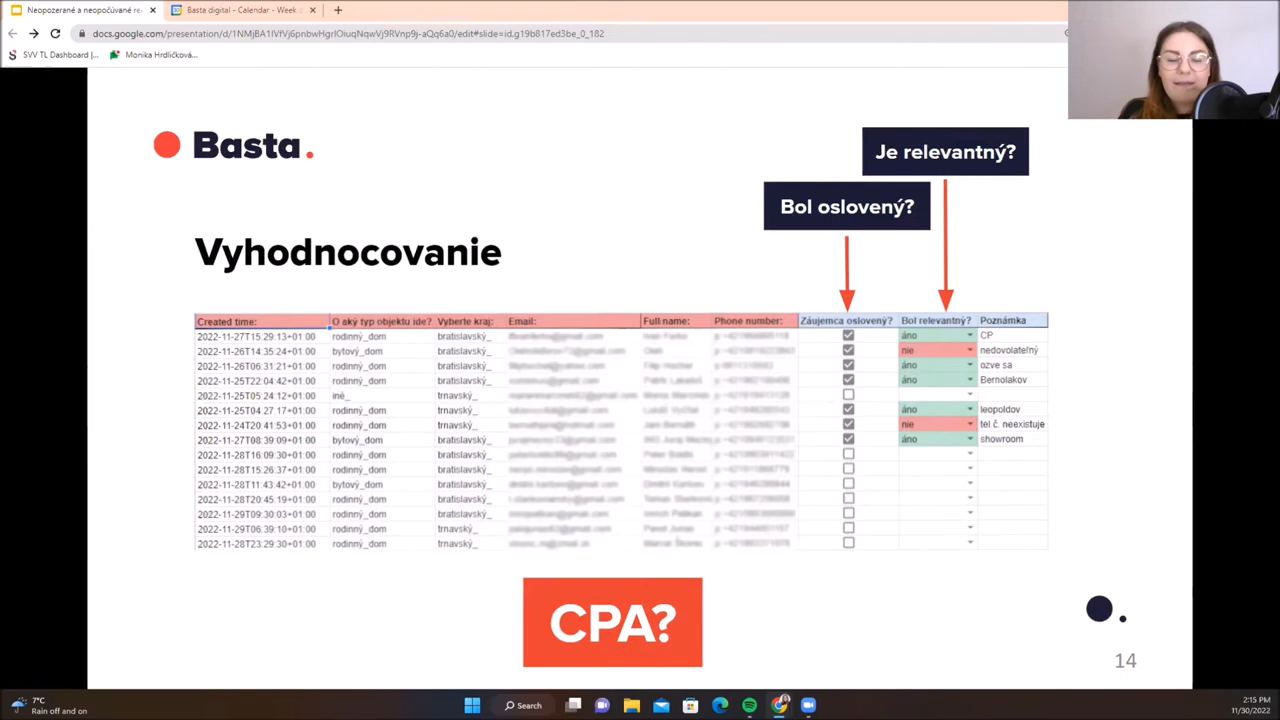 Neopozerané a neopočúvané re
Basta digital - Calendar - Week
docs.google.com/presentation/d/1NMjBA1IVfVj6pnbwHgrIOiuqNqwVj9RVnp9j-aQq6a0/edit#slide=id.g19b817ed3be_0_182
SVV TL Dashboard |...
Monika Hrdličková...
Basta.
Je relevantný?
Bol oslovený?
Vyhodnocovanie
Created time: O aký typ objektu ide? Vyberte kraj: Email: Full name: Phone number: Záujemca oslovený? Bol relevantný? Poznámka
2022-11-27T15:29:13+01:00 rodinný_dom bratislavský_ áno CP
2022-11-26T14:35:24+01:00 bytový_dom bratislavský_ nie nedovolateľný
2022-11-26T06:31:21+01:00 rodinný_dom bratislavský_ áno ozve sa
2022-11-25T22:04:42+01:00 rodinný_dom bratislavský_ áno Bernolakov
2022-11-25T05:24:12+01:00 iné_ trnavský_
2022-11-25T04:27:17+01:00 rodinný_dom trnavský_ áno leopoldov
2022-11-24T20:41:53+01:00 rodinný_dom trnavský_ nie tel.č. neexistuje
2022-11-27T08:39:09+01:00 bytový_dom bratislavský_ áno showroom
2022-11-28T16:09:30+01:00 rodinný_dom bratislavský_
2022-11-28T15:26:37+01:00 rodinný_dom bratislavský_
2022-11-28T11:43:42+01:00 bytový_dom bratislavský_
2022-11-28T20:45:19+01:00 rodinný_dom bratislavský_
2022-11-29T09:30:03+01:00 rodinný_dom bratislavský_
2022-11-29T06:39:10+01:00 rodinný_dom trnavský_
2022-11-28T23:29:30+01:00 rodinný_dom trnavský_
CPA?
14
7°C
Rain off and on
Search
2:15 PM
11/30/2022